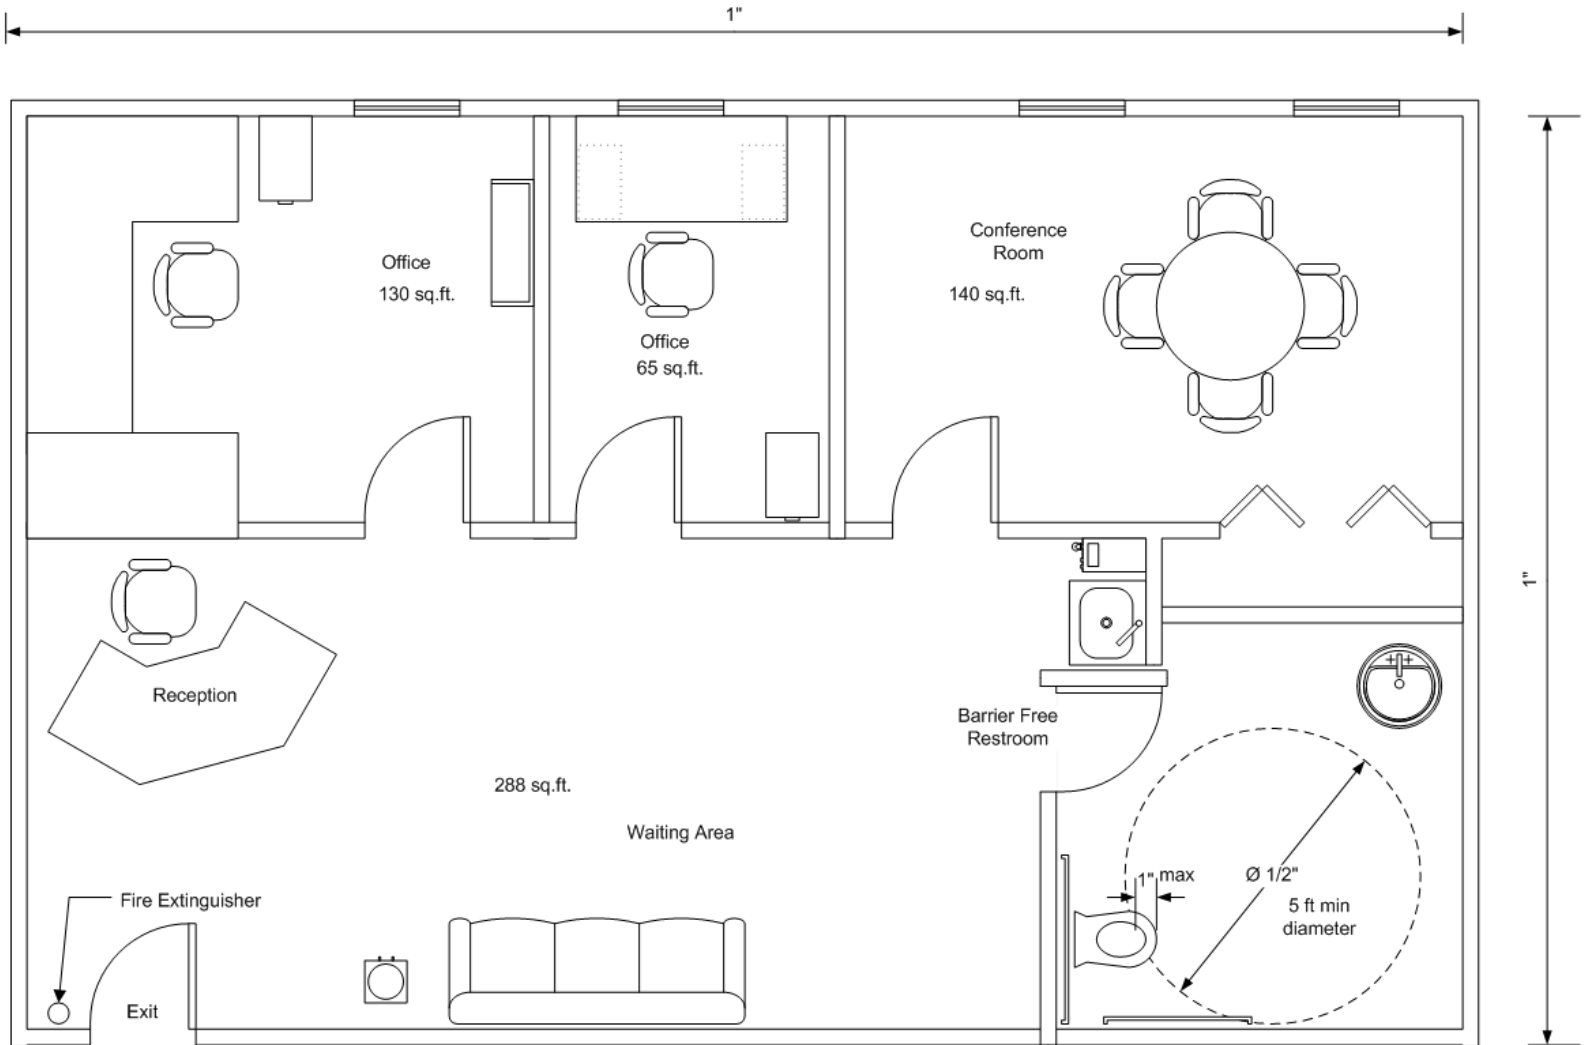 1"
Conference
Room
Office
130 sq.ft.
140 sq.ft.
Office
65 sq.ft.
1"
Reception
Barrier Free
Restroom
288 sq.ft.
Waiting Area
1" max
Ø 1/2"
Fire Extinguisher
5 ft min
diameter
Exit